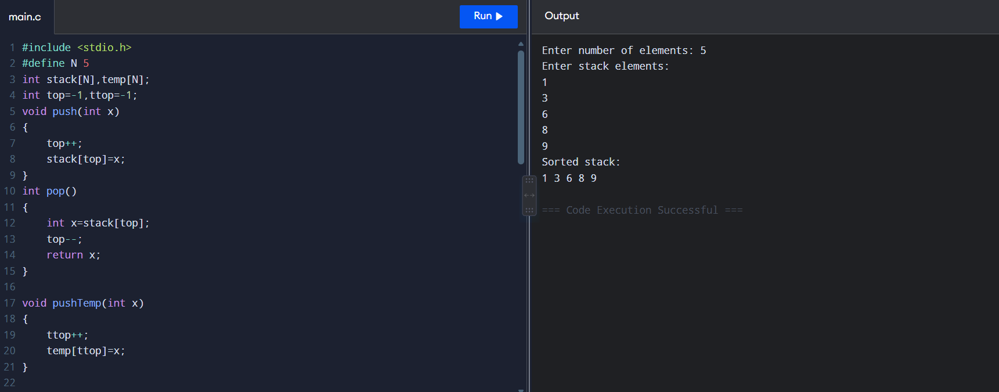 main.c
Run
1 #include <stdio.h>
2 #define N 5
3 int stack[N],temp[N];
4 int top=-1,ttop=-1;
5 void push(int x)
6 {
7     top++;
8     stack[top]=x;
9 }
10 int pop()
11 {
12     int x=stack[top];
13     top--;
14     return x;
15 }
16
17 void pushTemp(int x)
18 {
19     ttop++;
20     temp[ttop]=x;
21 }
22
Output
Enter number of elements: 5
Enter stack elements:
1
3
6
8
9
Sorted stack:
1 3 6 8 9
=== Code Execution Successful ===